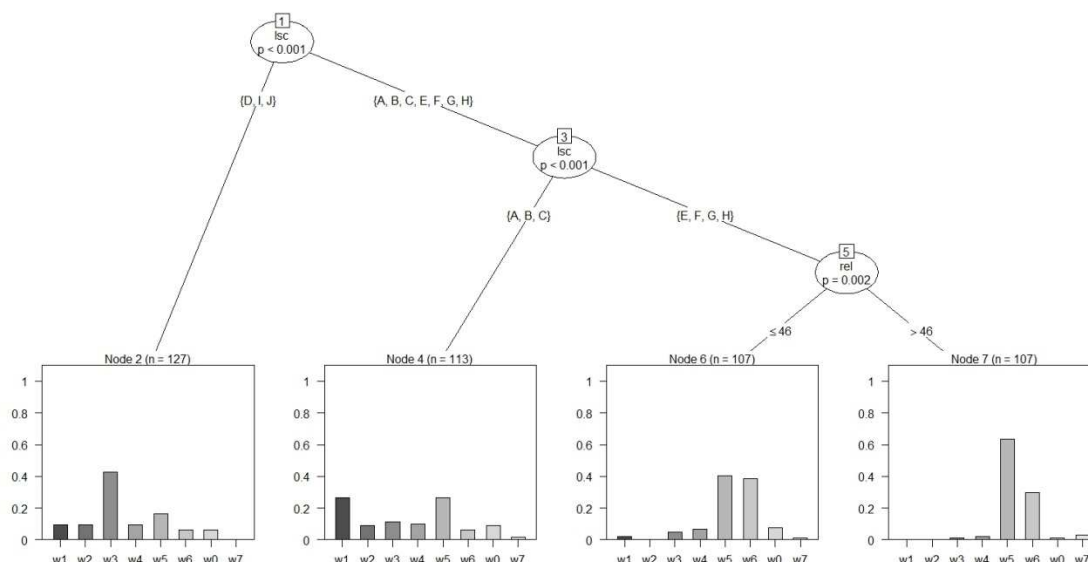 1
lsc
p < 0.001
{D, I, J}
{A, B, C, E, F, G, H}
3
lsc
p < 0.001
{A, B, C}
{E, F, G, H}
5
rel
p = 0.002
≤ 46
> 46
Node 2 (n = 127)
1
0.8
0.6
0.4
0.2
0
w1 w2 w3 w4 w5 w6 w0 w7
Node 4 (n = 113)
1
0.8
0.6
0.4
0.2
0
w1 w2 w3 w4 w5 w6 w0 w7
Node 6 (n = 107)
1
0.8
0.6
0.4
0.2
0
w1 w2 w3 w4 w5 w6 w0 w7
Node 7 (n = 107)
1
0.8
0.6
0.4
0.2
0
w1 w2 w3 w4 w5 w6 w0 w7